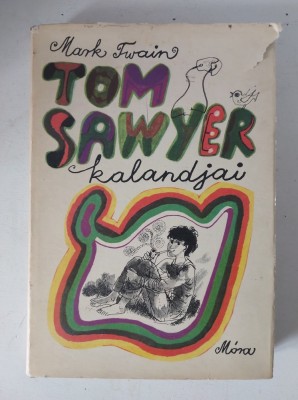 Mark Twain
TOM
SAWYER
kalandjai
Móra